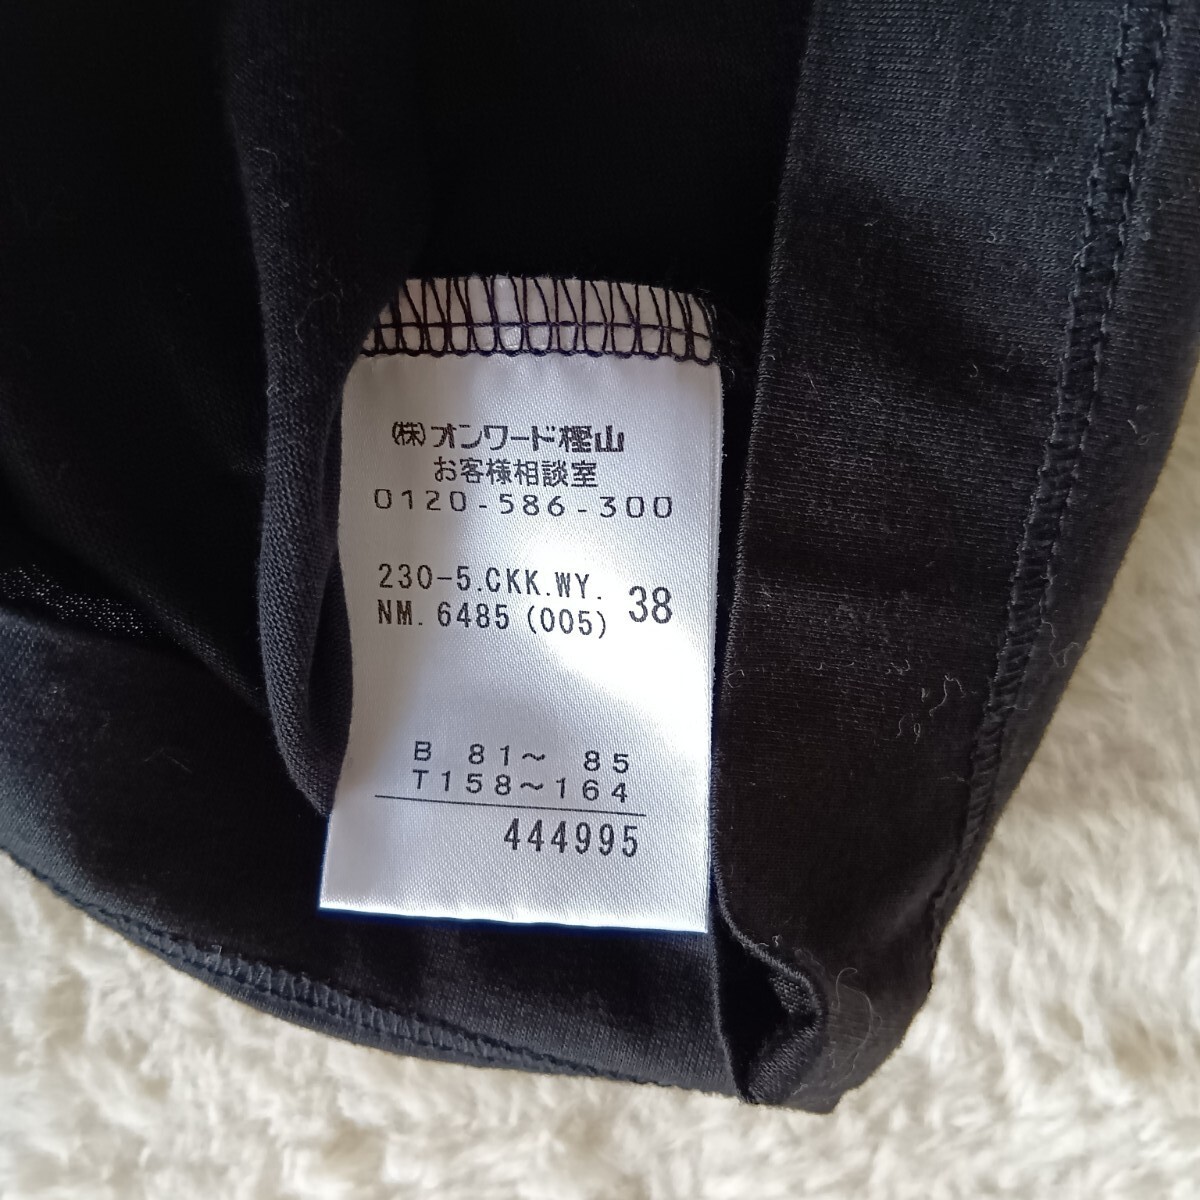 (株)オンワード樫山
お客様相談室
0120-586-300
230-5.CKK.WY. 38
NM. 6485 (005)
B 81～ 85
T158～164
444995